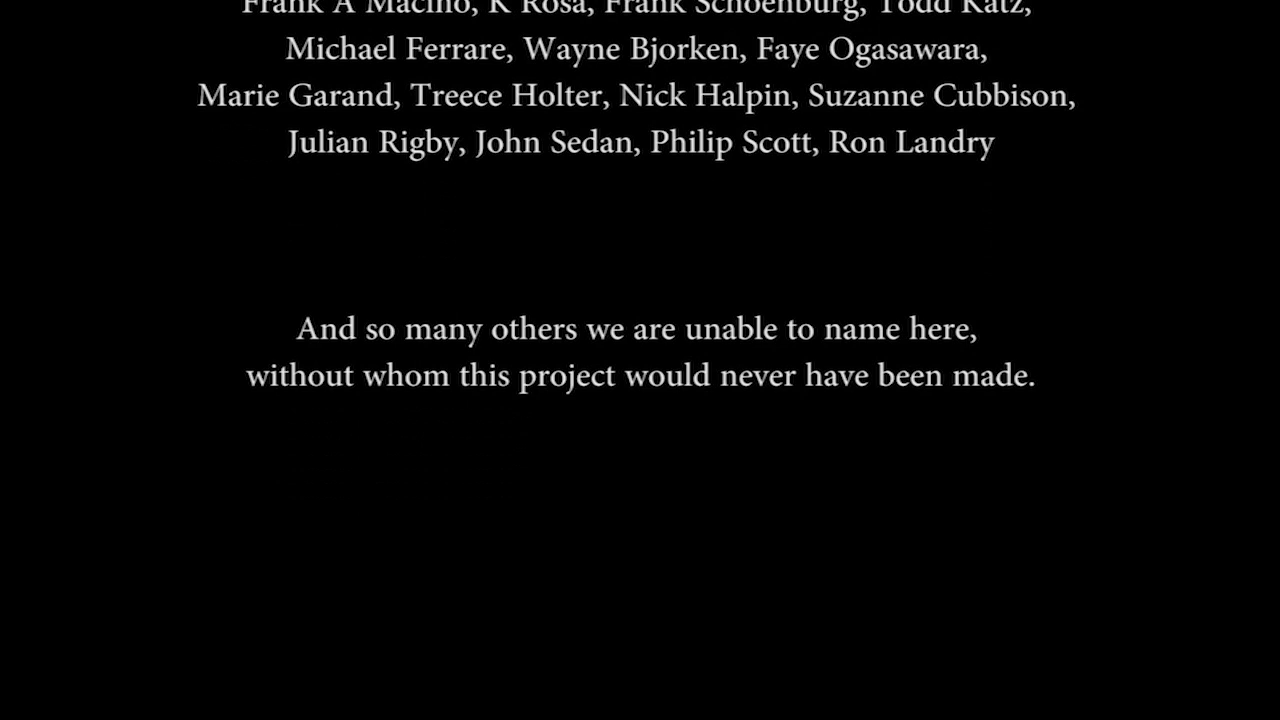 Frank A Macino, K Rosa, Frank Schoenburg, Todd Katz,
Michael Ferrare, Wayne Bjorken, Faye Ogasawara,
Marie Garand, Treece Holter, Nick Halpin, Suzanne Cubbison,
Julian Rigby, John Sedan, Philip Scott, Ron Landry
And so many others we are unable to name here,
without whom this project would never have been made.